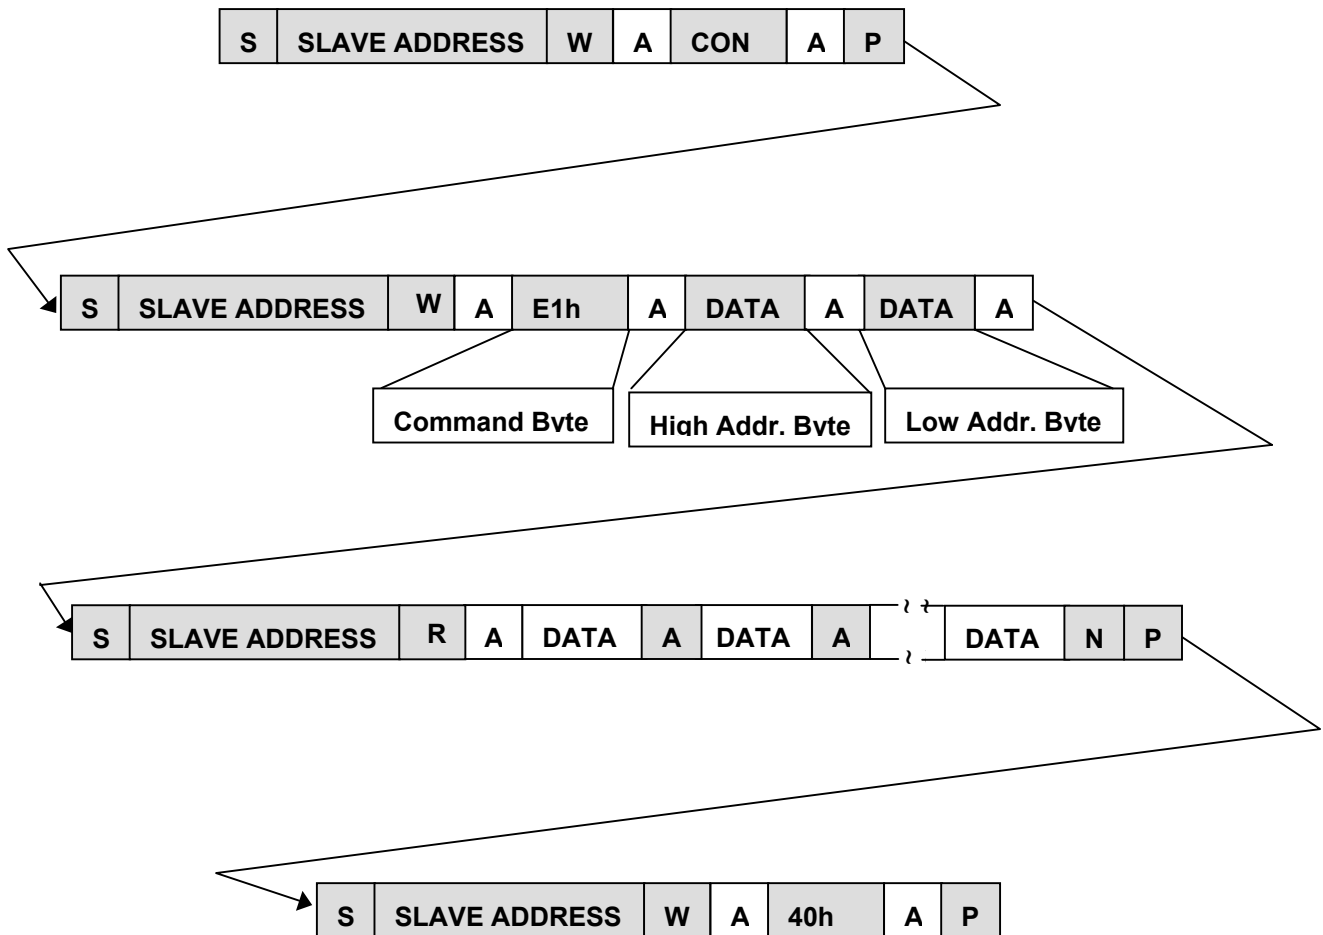 S SLAVE ADDRESS W A CON A P
S SLAVE ADDRESS W A E1h A DATA A DATA A
Command Byte High Addr. Byte Low Addr. Byte
S SLAVE ADDRESS R A DATA A DATA A ~ ~ ~ DATA N P
S SLAVE ADDRESS W A 40h A P